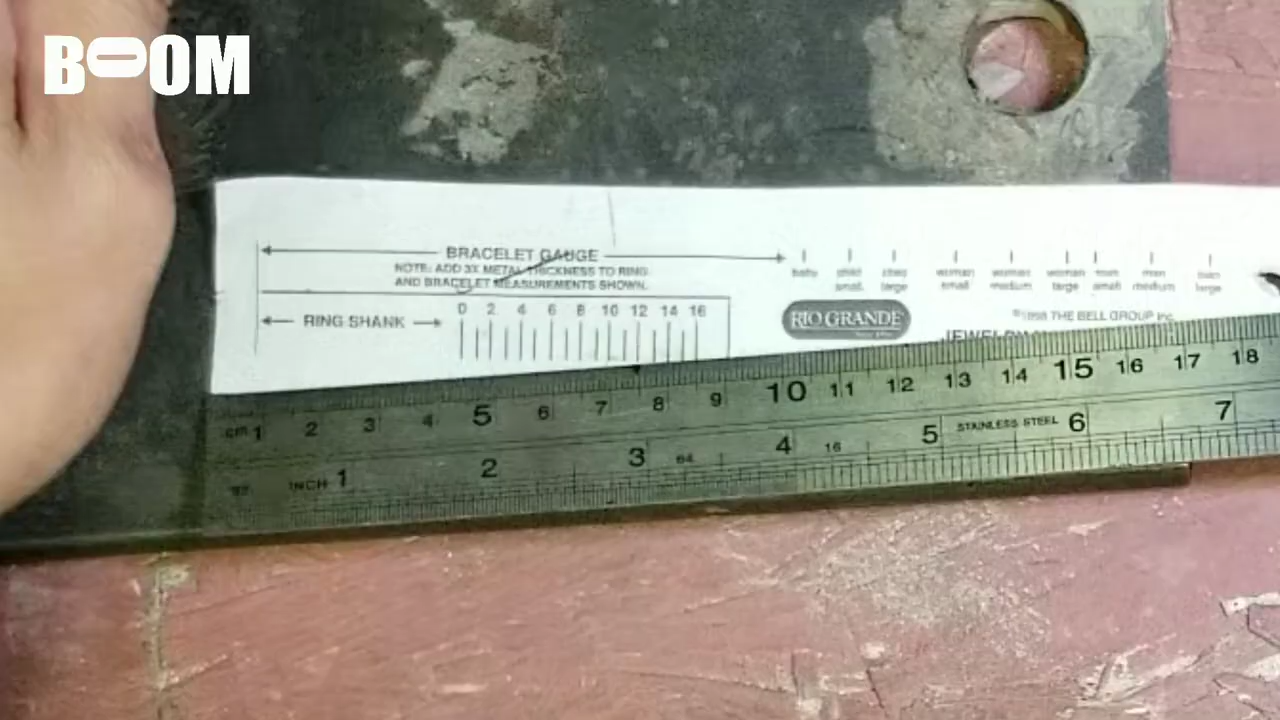 BOOM
BRACELET GAUGE
NOTE: ADD 3X METAL THICKNESS TO RING
AND BRACELET MEASUREMENTS SHOWN.
baby child small child large woman small woman medium woman large man small man medium man large
0 2 4 6 8 10 12 14 16
RING SHANK
RIO GRANDE
©1998 THE BELL GROUP Inc.
cm 1 2 3 4 5 6 7 8 9 10 11 12 13 14 15 16 17 18
INCH 1 2 3 64 4 16 5 STAINLESS STEEL 6 7